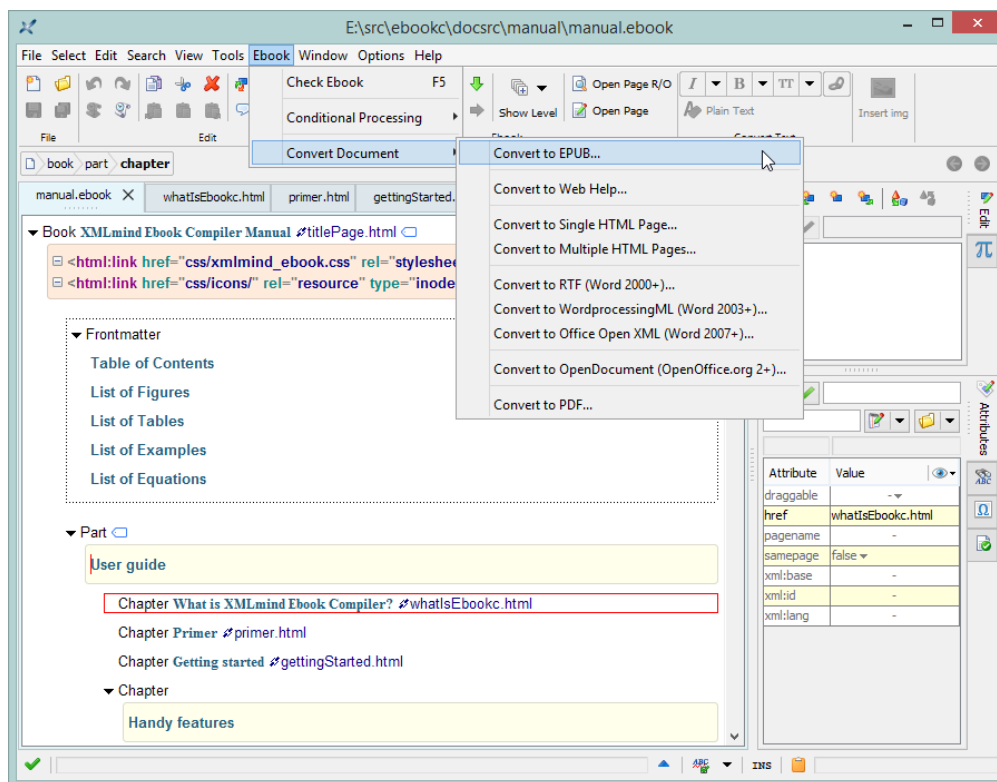 E:\src\ebookc\docsrc\manual\manual.ebook
File Select Edit Search View Tools Ebook Window Options Help
Check Ebook F5
Conditional Processing
Convert Document
Show Level
Open Page R/O
Open Page
I B TT
Plain Text
Insert img
File
Edit
book part chapter
Convert to EPUB...
Convert to Web Help...
Convert to Single HTML Page...
Convert to Multiple HTML Pages...
Convert to RTF (Word 2000+)...
Convert to WordprocessingML (Word 2003+)...
Convert to Office Open XML (Word 2007+)...
Convert to OpenDocument (OpenOffice.org 2+)...
Convert to PDF...
manual.ebook whatIsEbookc.html primer.html gettingStarted.
Book XMLmind Ebook Compiler Manual titlePage.html
<html:link href="css/xmlmind_ebook.css" rel="styleshee
<html:link href="css/icons/" rel="resource" type="inode
Frontmatter
Table of Contents
List of Figures
List of Tables
List of Examples
List of Equations
Part
User guide
Chapter What is XMLmind Ebook Compiler? whatIsEbookc.html
Chapter Primer primer.html
Chapter Getting started gettingStarted.html
Chapter
Handy features
Edit
π
Attributes
ABC
Ω
Attribute Value
draggable -
href whatIsEbookc.html
pagename -
samepage false
xml:base -
xml:id -
xml:lang -
ABC INS